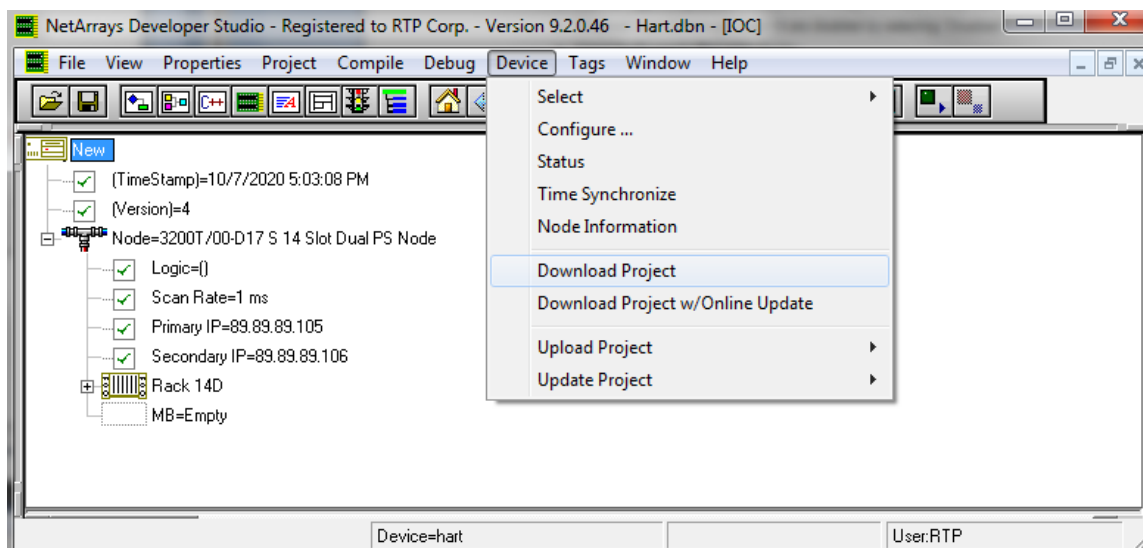 NetArrays Developer Studio - Registered to RTP Corp. - Version 9.2.0.46 - Hart.dbn - [IOC]
File View Properties Project Compile Debug Device Tags Window Help
Select
Configure ...
Status
Time Synchronize
Node Information
Download Project
Download Project w/Online Update
Upload Project
Update Project
New
(TimeStamp)=10/7/2020 5:03:08 PM
(Version)=4
Node=3200T/00-D17 S 14 Slot Dual PS Node
Logic=()
Scan Rate=1 ms
Primary IP=89.89.89.105
Secondary IP=89.89.89.106
Rack 14D
MB=Empty
Device=hart
User:RTP